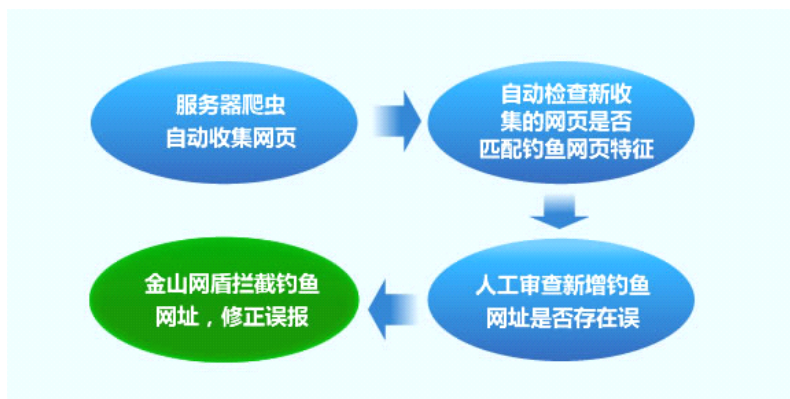 服务器爬虫
自动收集网页
自动检查新收
集的网页是否
匹配钓鱼网页特征
人工审查新增钓鱼
网址是否存在误
金山网盾拦截钓鱼
网址，修正误报